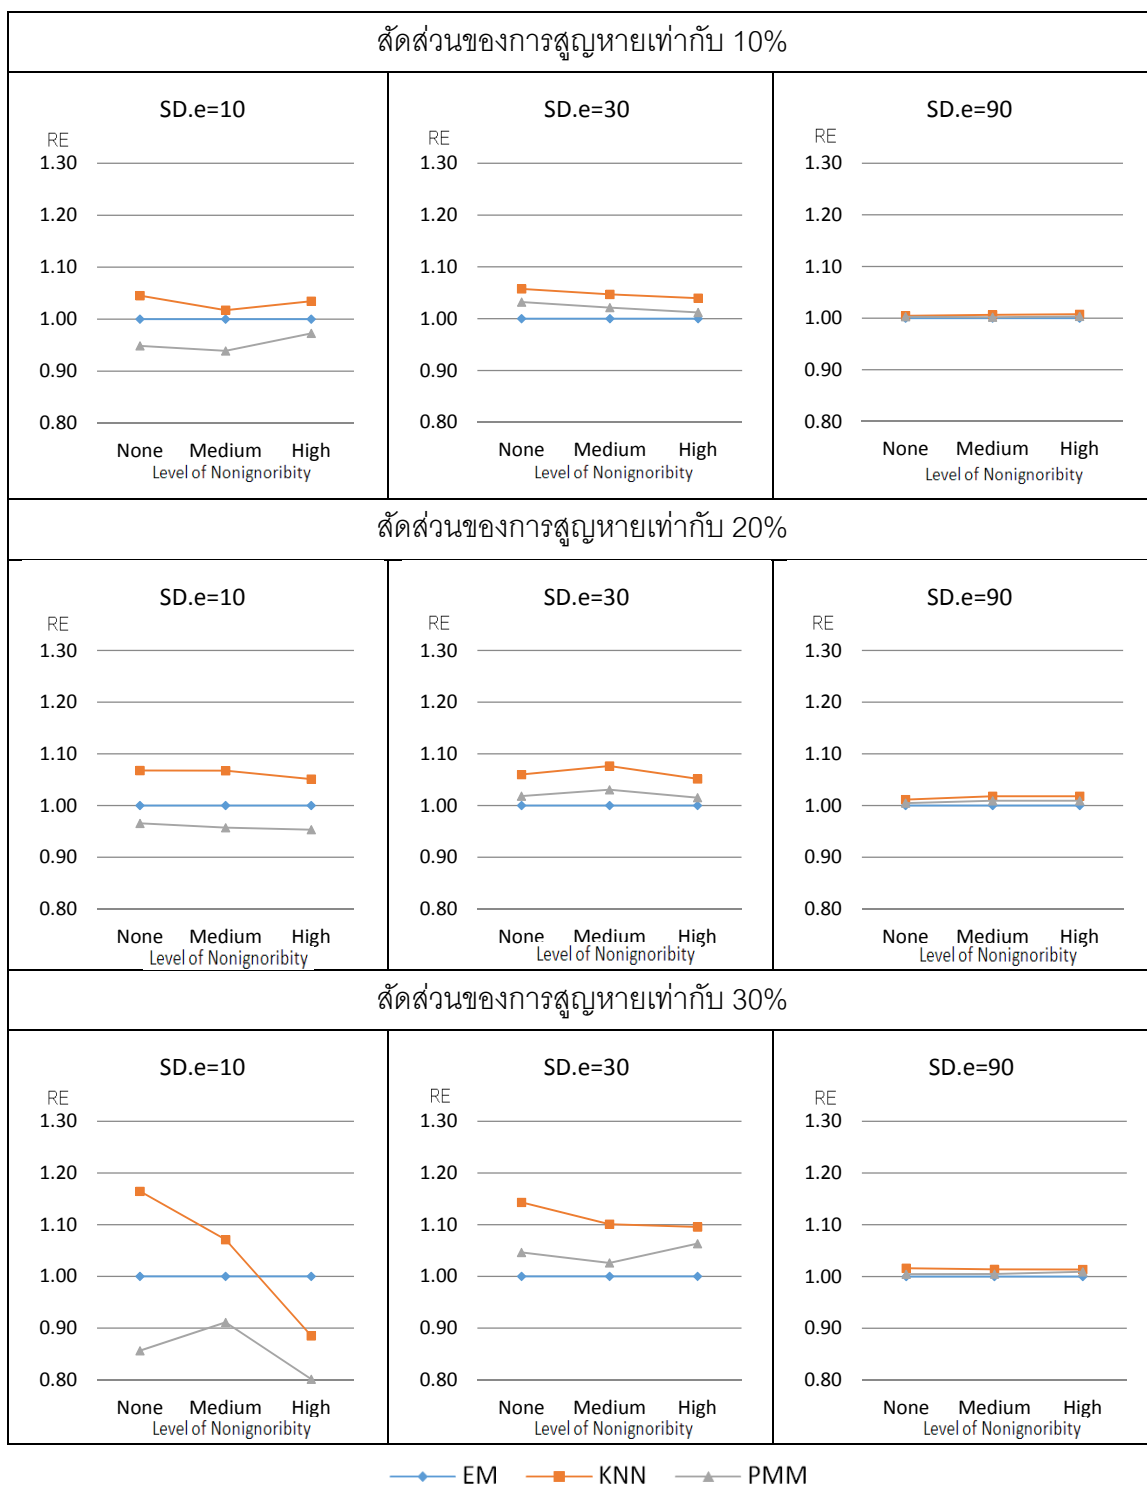 สัดส่วนของการสูญหายเท่ากับ 10%
SD.e=10
RE
1.30
1.20
1.10
1.00
0.90
0.80
None Medium High
Level of Nonignoribity
SD.e=30
RE
1.30
1.20
1.10
1.00
0.90
0.80
None Medium High
Level of Nonignoribity
SD.e=90
RE
1.30
1.20
1.10
1.00
0.90
0.80
None Medium High
Level of Nonignoribity
สัดส่วนของการสูญหายเท่ากับ 20%
SD.e=10
RE
1.30
1.20
1.10
1.00
0.90
0.80
None Medium High
Level of Nonignoribity
SD.e=30
RE
1.30
1.20
1.10
1.00
0.90
0.80
None Medium High
Level of Nonignoribity
SD.e=90
RE
1.30
1.20
1.10
1.00
0.90
0.80
None Medium High
Level of Nonignoribity
สัดส่วนของการสูญหายเท่ากับ 30%
SD.e=10
RE
1.30
1.20
1.10
1.00
0.90
0.80
None Medium High
Level of Nonignoribity
SD.e=30
RE
1.30
1.20
1.10
1.00
0.90
0.80
None Medium High
Level of Nonignoribity
SD.e=90
RE
1.30
1.20
1.10
1.00
0.90
0.80
None Medium High
Level of Nonignoribity
EM KNN PMM